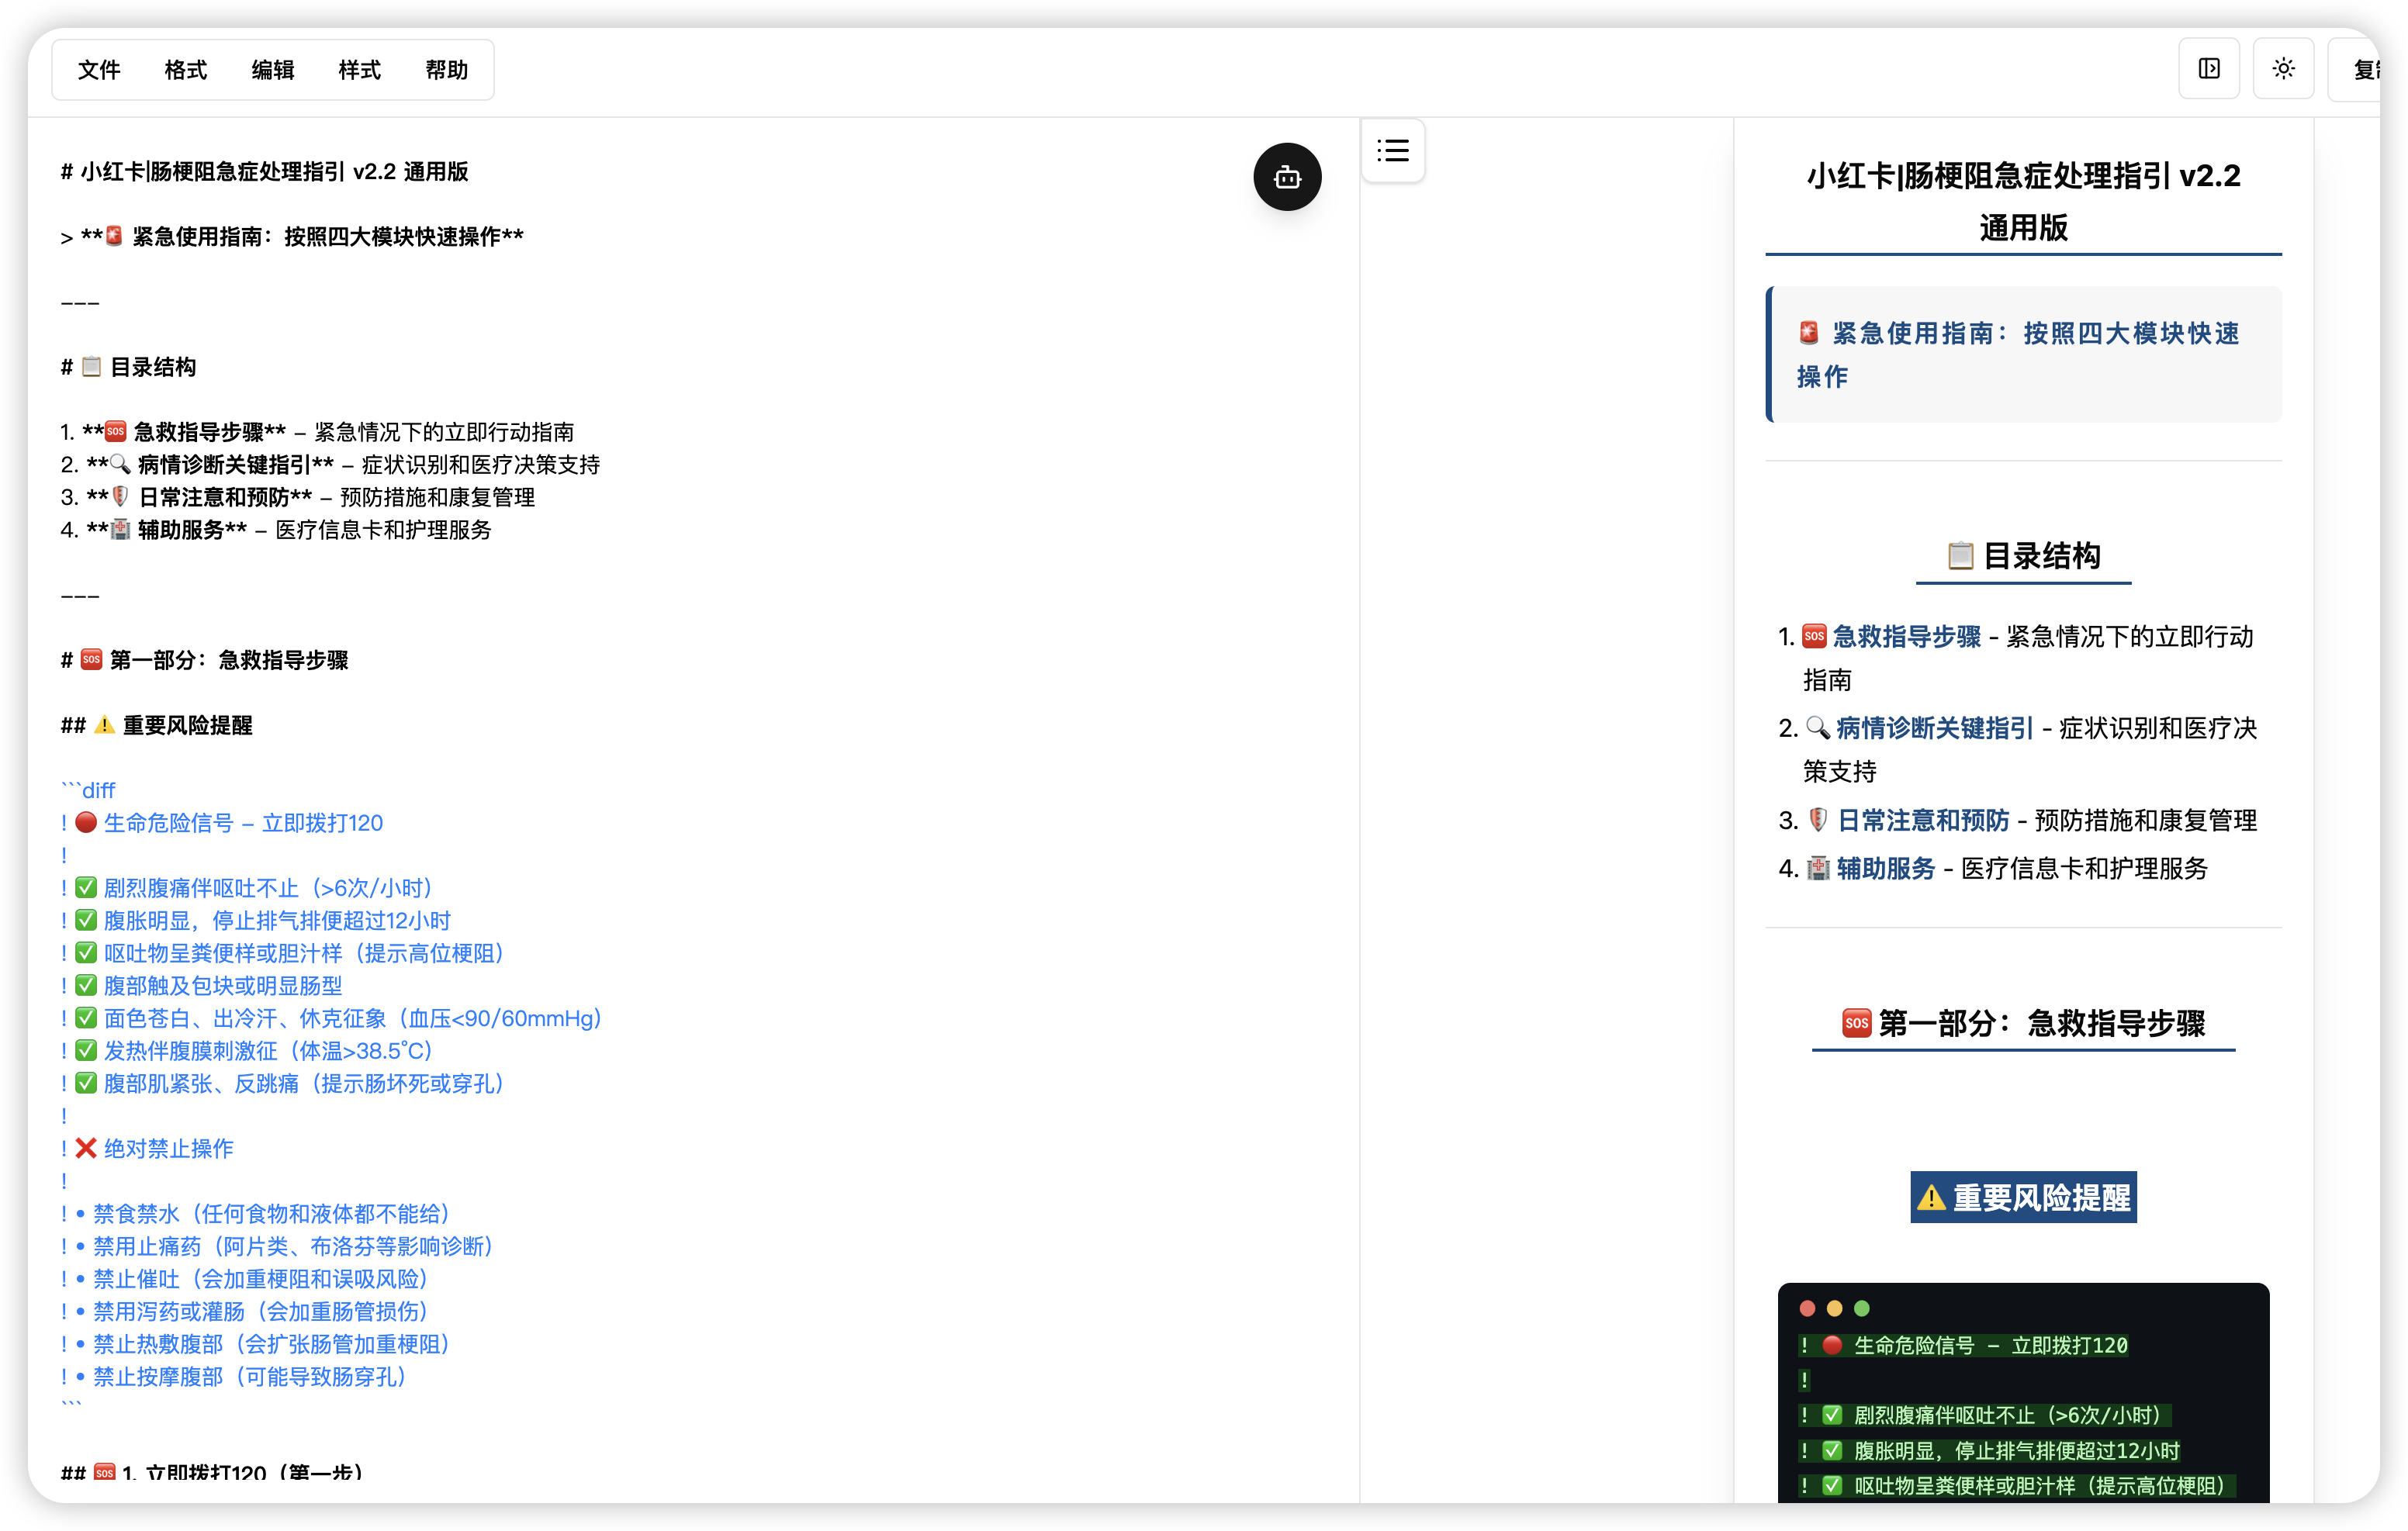 文件 格式 编辑 样式 帮助
# 小红卡|肠梗阻急症处理指引 v2.2 通用版
> **🚨 紧急使用指南：按照四大模块快速操作**
---
# 📋 目录结构
1. **🆘 急救指导步骤** - 紧急情况下的立即行动指南
2. **🔍 病情诊断关键指引** - 症状识别和医疗决策支持
3. **🛡️ 日常注意和预防** - 预防措施和康复管理
4. **🏥 辅助服务** - 医疗信息卡和护理服务
---
# 🆘 第一部分：急救指导步骤
## ⚠️ 重要风险提醒
```diff
! 🔴 生命危险信号 - 立即拨打120
!
! ✅ 剧烈腹痛伴呕吐不止（>6次/小时）
! ✅ 腹胀明显，停止排气排便超过12小时
! ✅ 呕吐物呈粪便样或胆汁样（提示高位梗阻）
! ✅ 腹部触及包块或明显肠型
! ✅ 面色苍白、出冷汗、休克征象（血压<90/60mmHg）
! ✅ 发热伴腹膜刺激征（体温>38.5°C）
! ✅ 腹部肌紧张、反跳痛（提示肠坏死或穿孔）
!
! ❌ 绝对禁止操作
!
! • 禁食禁水（任何食物和液体都不能给）
! • 禁用止痛药（阿片类、布洛芬等影响诊断）
! • 禁止催吐（会加重梗阻和误吸风险）
! • 禁用泻药或灌肠（会加重肠管损伤）
! • 禁止热敷腹部（会扩张肠管加重梗阻）
! • 禁止按摩腹部（可能导致肠穿孔）
```
## 🆘 1. 立即拨打120（第一步）
小红卡|肠梗阻急症处理指引 v2.2
通用版
🚨 紧急使用指南：按照四大模块快速
操作
📋 目录结构
1. 🆘 急救指导步骤 - 紧急情况下的立即行动
指南
2. 🔍 病情诊断关键指引 - 症状识别和医疗决
策支持
3. 🛡️ 日常注意和预防 - 预防措施和康复管理
4. 🏥 辅助服务 - 医疗信息卡和护理服务
🆘 第一部分：急救指导步骤
⚠️ 重要风险提醒
! 🔴 生命危险信号 - 立即拨打120
!
! ✅ 剧烈腹痛伴呕吐不止（>6次/小时）
! ✅ 腹胀明显，停止排气排便超过12小时
! ✅ 呕吐物呈粪便样或胆汁样（提示高位梗阻）